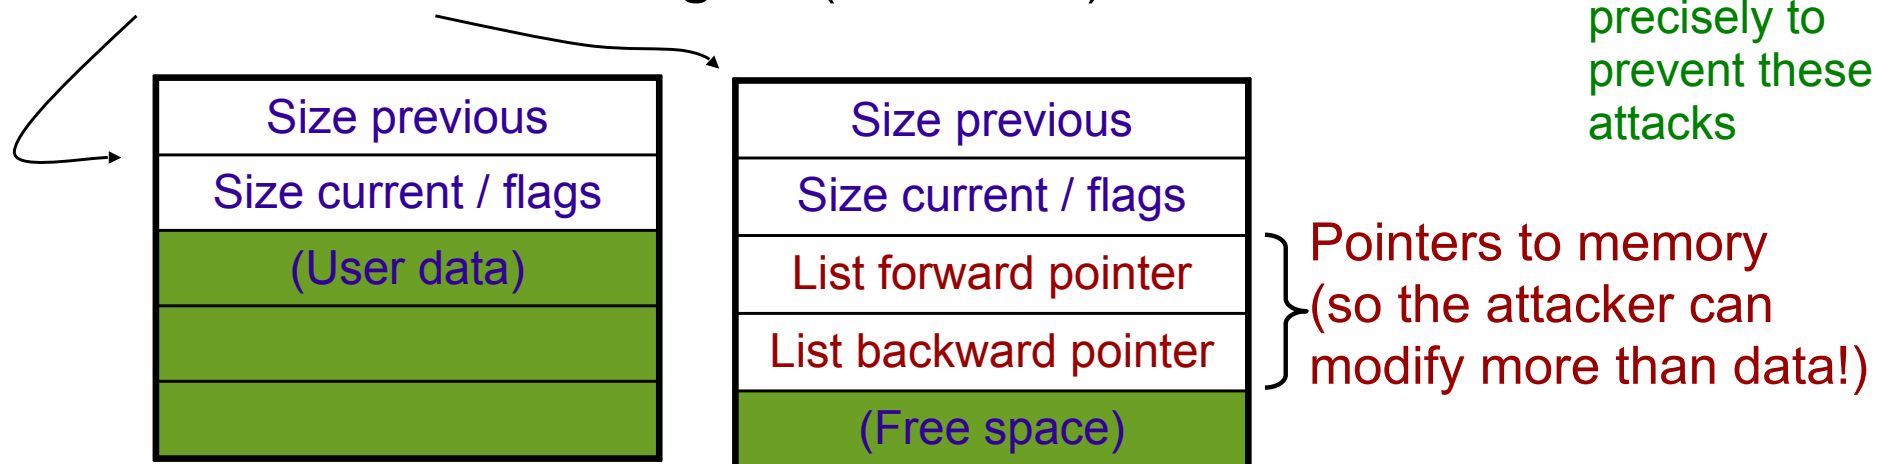 precisely to
prevent these
attacks
Size previous
Size current / flags
(User data)
Size previous
Size current / flags
List forward pointer
List backward pointer
(Free space)
Pointers to memory
(so the attacker can
modify more than data!)